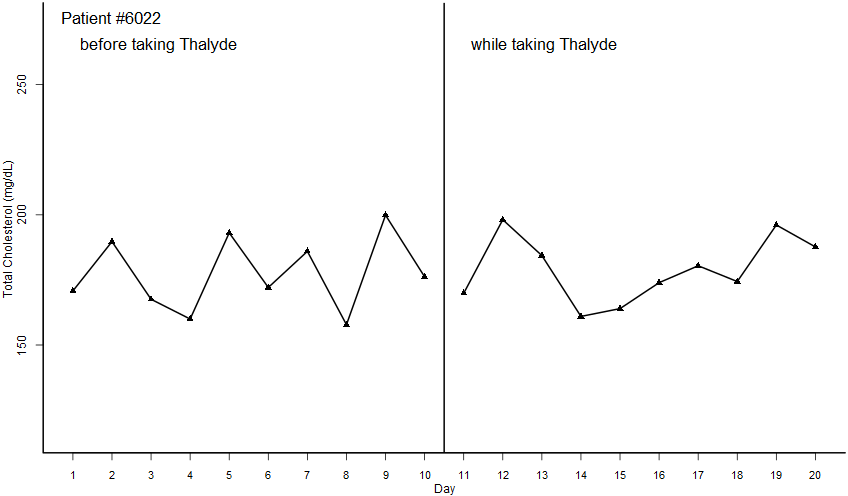 Patient #6022
before taking Thalyde
while taking Thalyde
Total Cholesterol (mg/dL)
250
200
150
1 2 3 4 5 6 7 8 9 10 11 12 13 14 15 16 17 18 19 20
Day